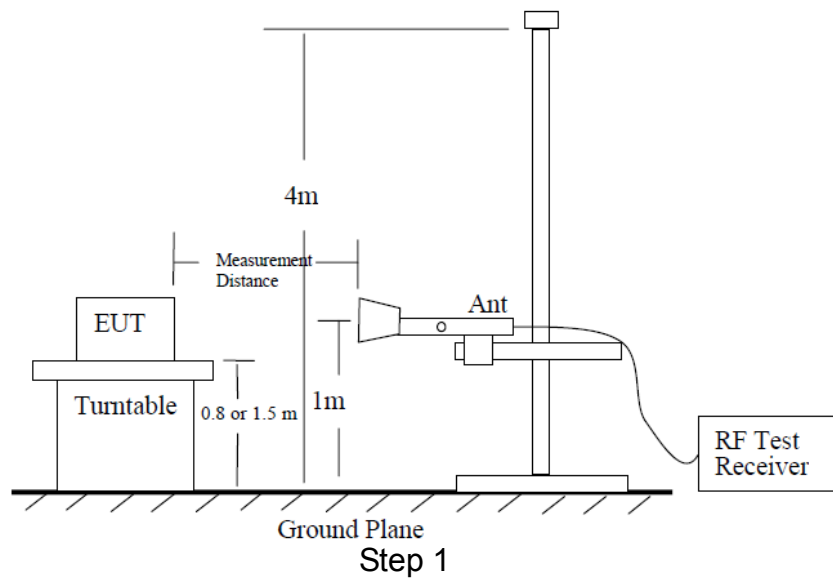 4m
Measurement
Distance
EUT
Ant
Turntable
0.8 or 1.5 m
1m
RF Test
Receiver
Ground Plane
Step 1